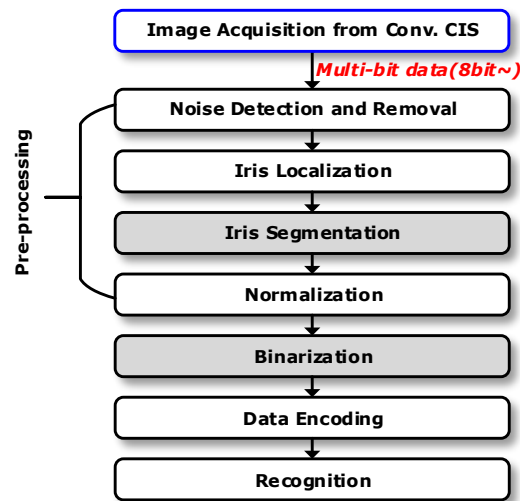 Image Acquisition from Conv. CIS
Multi-bit data(8bit~)
Noise Detection and Removal
Iris Localization
Iris Segmentation
Normalization
Pre-processing
Binarization
Data Encoding
Recognition